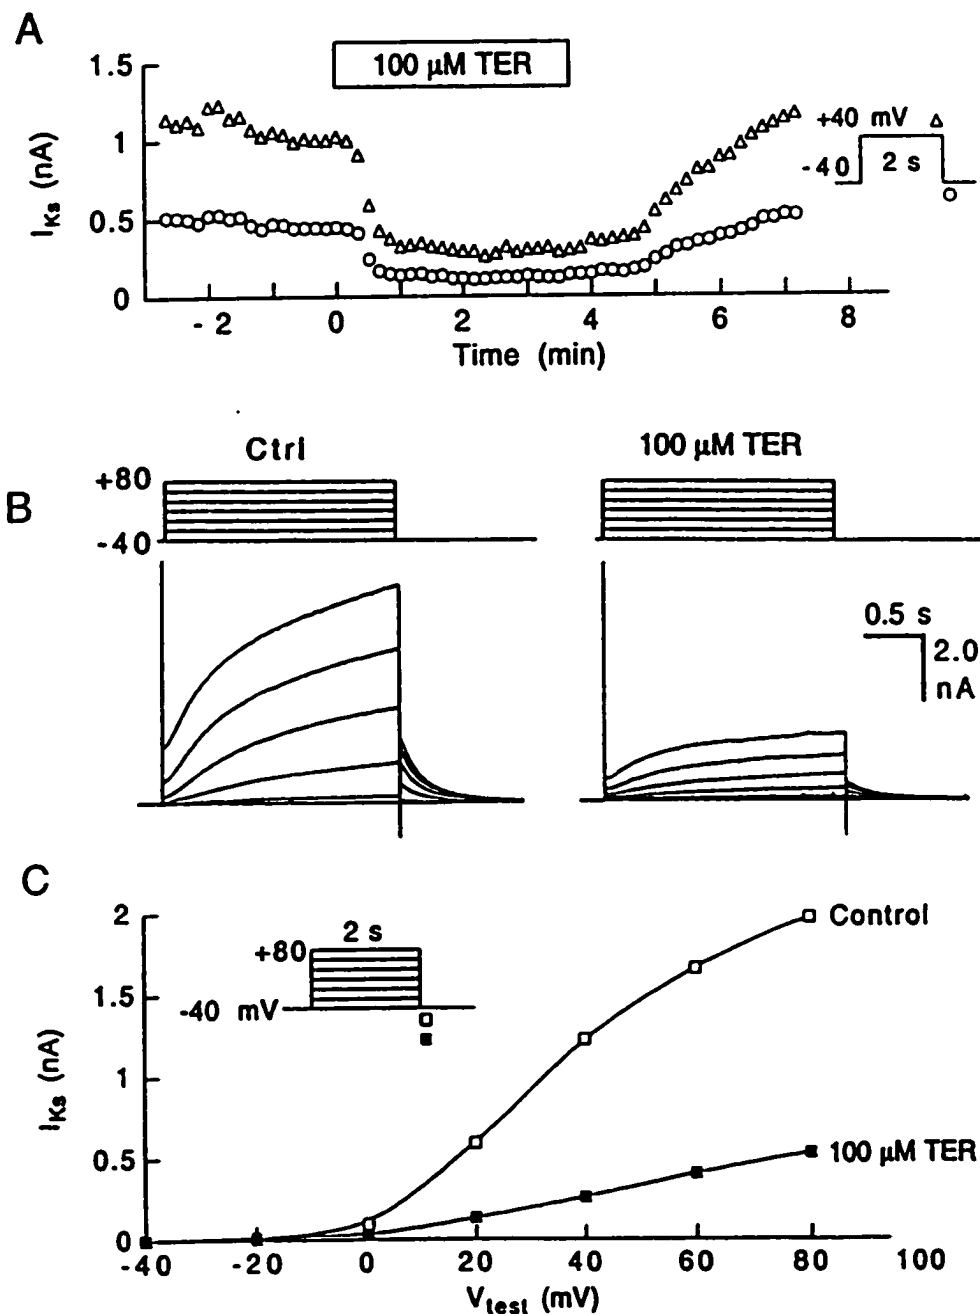 A
100 μM TER
1.5
1
0.5
0
I_Ks (nA)
+40 mV
-40
2 s
- 2
0
2
4
6
8
Time (min)
B
Ctrl
100 μM TER
+80
-40
0.5 s
2.0
nA
C
2
1.5
1
0.5
0
I_Ks (nA)
2 s
+80
-40 mV
Control
100 μM TER
-40
-20
0
20
40
60
80
100
V_test (mV)